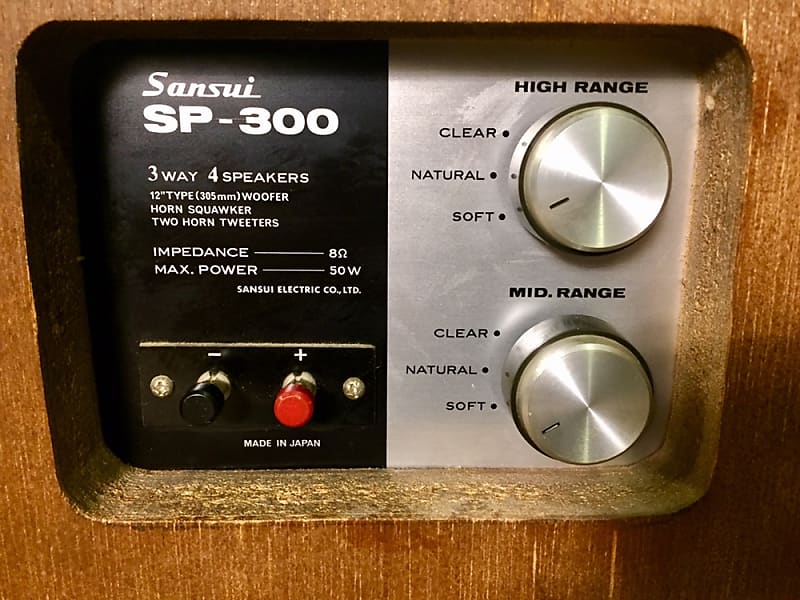 Sansui
SP-300
3 WAY 4 SPEAKERS
12" TYPE (305mm) WOOFER
HORN SQUAWKER
TWO HORN TWEETERS
IMPEDANCE 8Ω
MAX. POWER 50W
SANSUI ELECTRIC CO., LTD.
− +
MADE IN JAPAN
HIGH RANGE
CLEAR
NATURAL
SOFT
MID. RANGE
CLEAR
NATURAL
SOFT